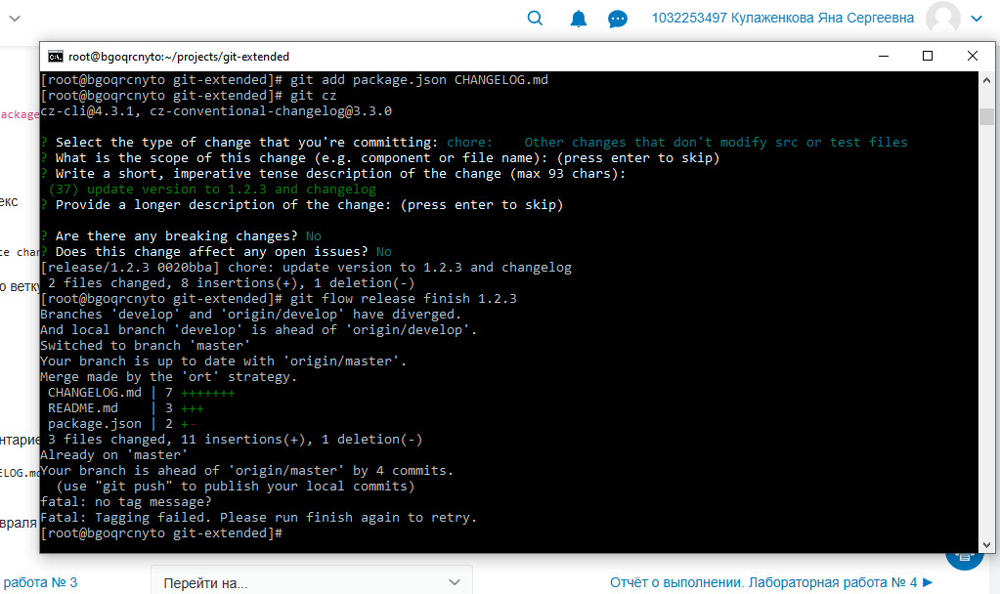 1032253497 Кулаженкова Яна Сергеевна
root@bgoqrcnyto:~/projects/git-extended
[root@bgoqrcnyto git-extended]# git add package.json CHANGELOG.md
[root@bgoqrcnyto git-extended]# git cz
cz-cli@4.3.1, cz-conventional-changelog@3.3.0
? Select the type of change that you're committing: chore:    Other changes that don't modify src or test files
? What is the scope of this change (e.g. component or file name): (press enter to skip)
? Write a short, imperative tense description of the change (max 93 chars):
(37) update version to 1.2.3 and changelog
? Provide a longer description of the change: (press enter to skip)
? Are there any breaking changes? No
? Does this change affect any open issues? No
[release/1.2.3 0020bba] chore: update version to 1.2.3 and changelog
2 files changed, 8 insertions(+), 1 deletion(-)
[root@bgoqrcnyto git-extended]# git flow release finish 1.2.3
Branches 'develop' and 'origin/develop' have diverged.
And local branch 'develop' is ahead of 'origin/develop'.
Switched to branch 'master'
Your branch is up to date with 'origin/master'.
Merge made by the 'ort' strategy.
CHANGELOG.md | 7 +++++++
README.md    | 3 +++
package.json | 2 +-
3 files changed, 11 insertions(+), 1 deletion(-)
Already on 'master'
Your branch is ahead of 'origin/master' by 4 commits.
(use "git push" to publish your local commits)
fatal: no tag message?
Fatal: Tagging failed. Please run finish again to retry.
[root@bgoqrcnyto git-extended]#
ackage
екс
te char
ю ветку
нтарие
ELOG.md
враля
работа № 3
Перейти на...
Отчёт о выполнении. Лабораторная работа № 4 ►